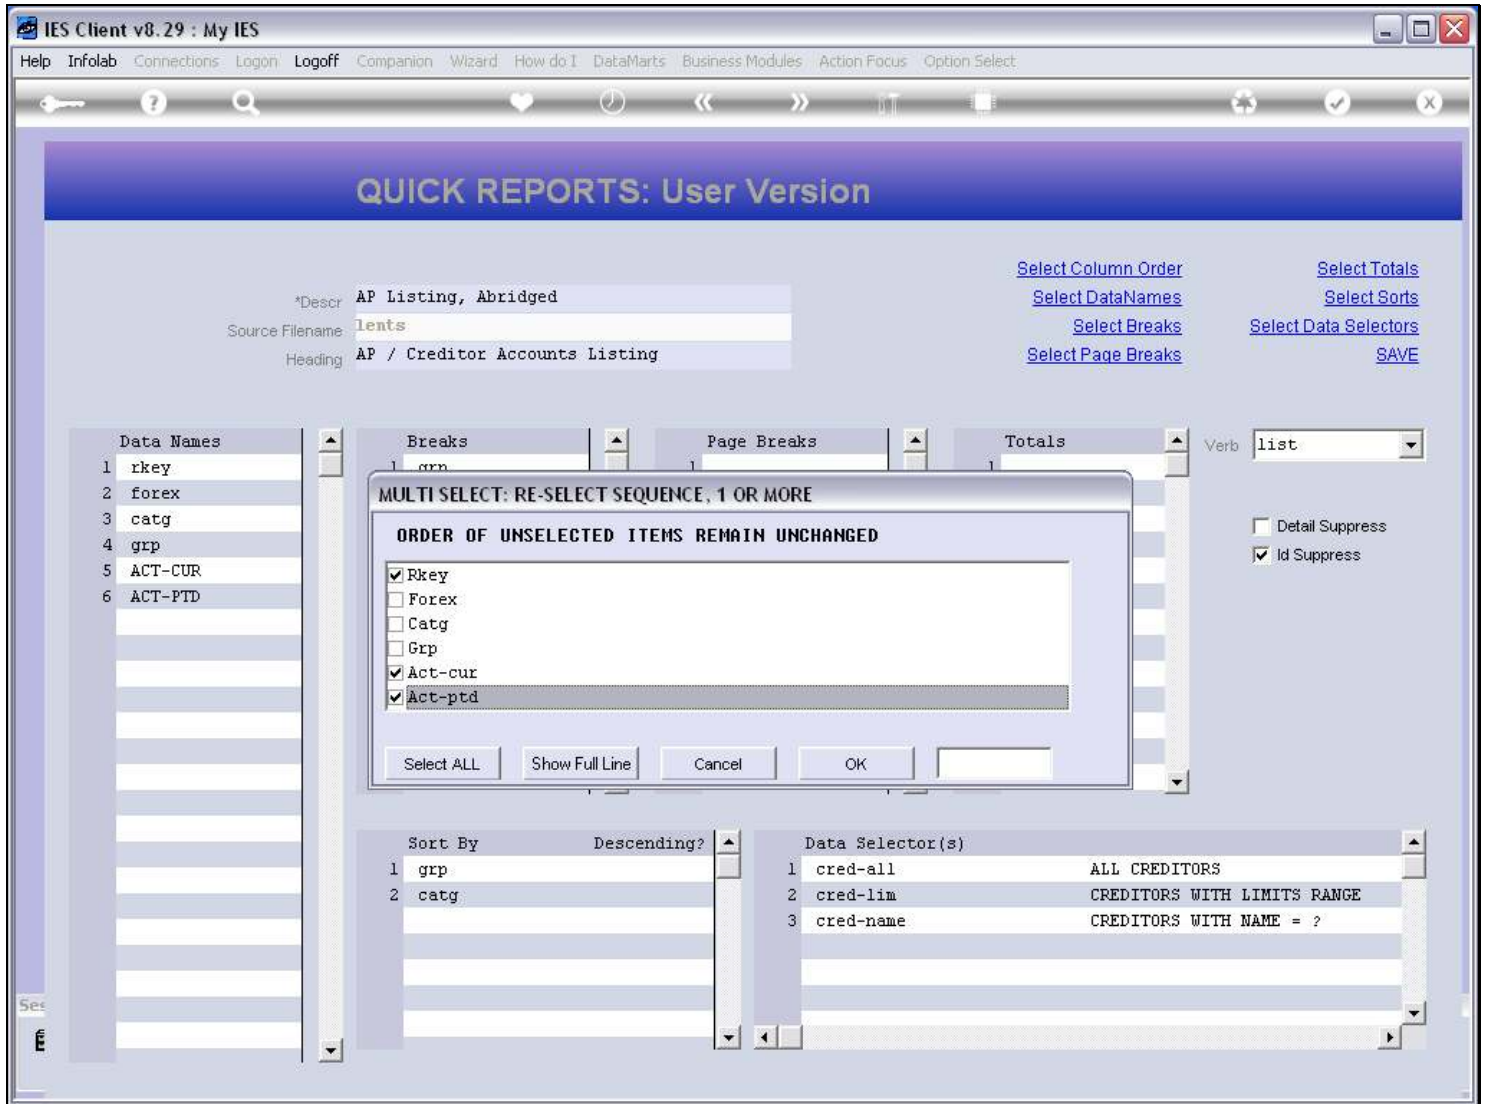 IES Client v8.29 : My IES
Help Infolab Connections Logon Logoff Companion Wizard How do I DataMarts Business Modules Action Focus Option Select
QUICK REPORTS: User Version
Select Column Order Select Totals
*Descr AP Listing, Abridged Select DataNames Select Sorts
Source Filename lents Select Breaks Select Data Selectors
Heading AP / Creditor Accounts Listing Select Page Breaks SAVE
Data Names Breaks Page Breaks Totals Verb list
1 rkey 1 grp 1 1
2 forex
3 catg
4 grp
5 ACT-CUR
6 ACT-PTD
Detail Suppress
Id Suppress
MULTI SELECT: RE-SELECT SEQUENCE, 1 OR MORE
ORDER OF UNSELECTED ITEMS REMAIN UNCHANGED
Rkey
Forex
Catg
Grp
Act-cur
Act-ptd
Select ALL Show Full Line Cancel OK
Sort By Descending? Data Selector(s)
1 grp 1 cred-all ALL CREDITORS
2 catg 2 cred-lim CREDITORS WITH LIMITS RANGE
3 cred-name CREDITORS WITH NAME = ?